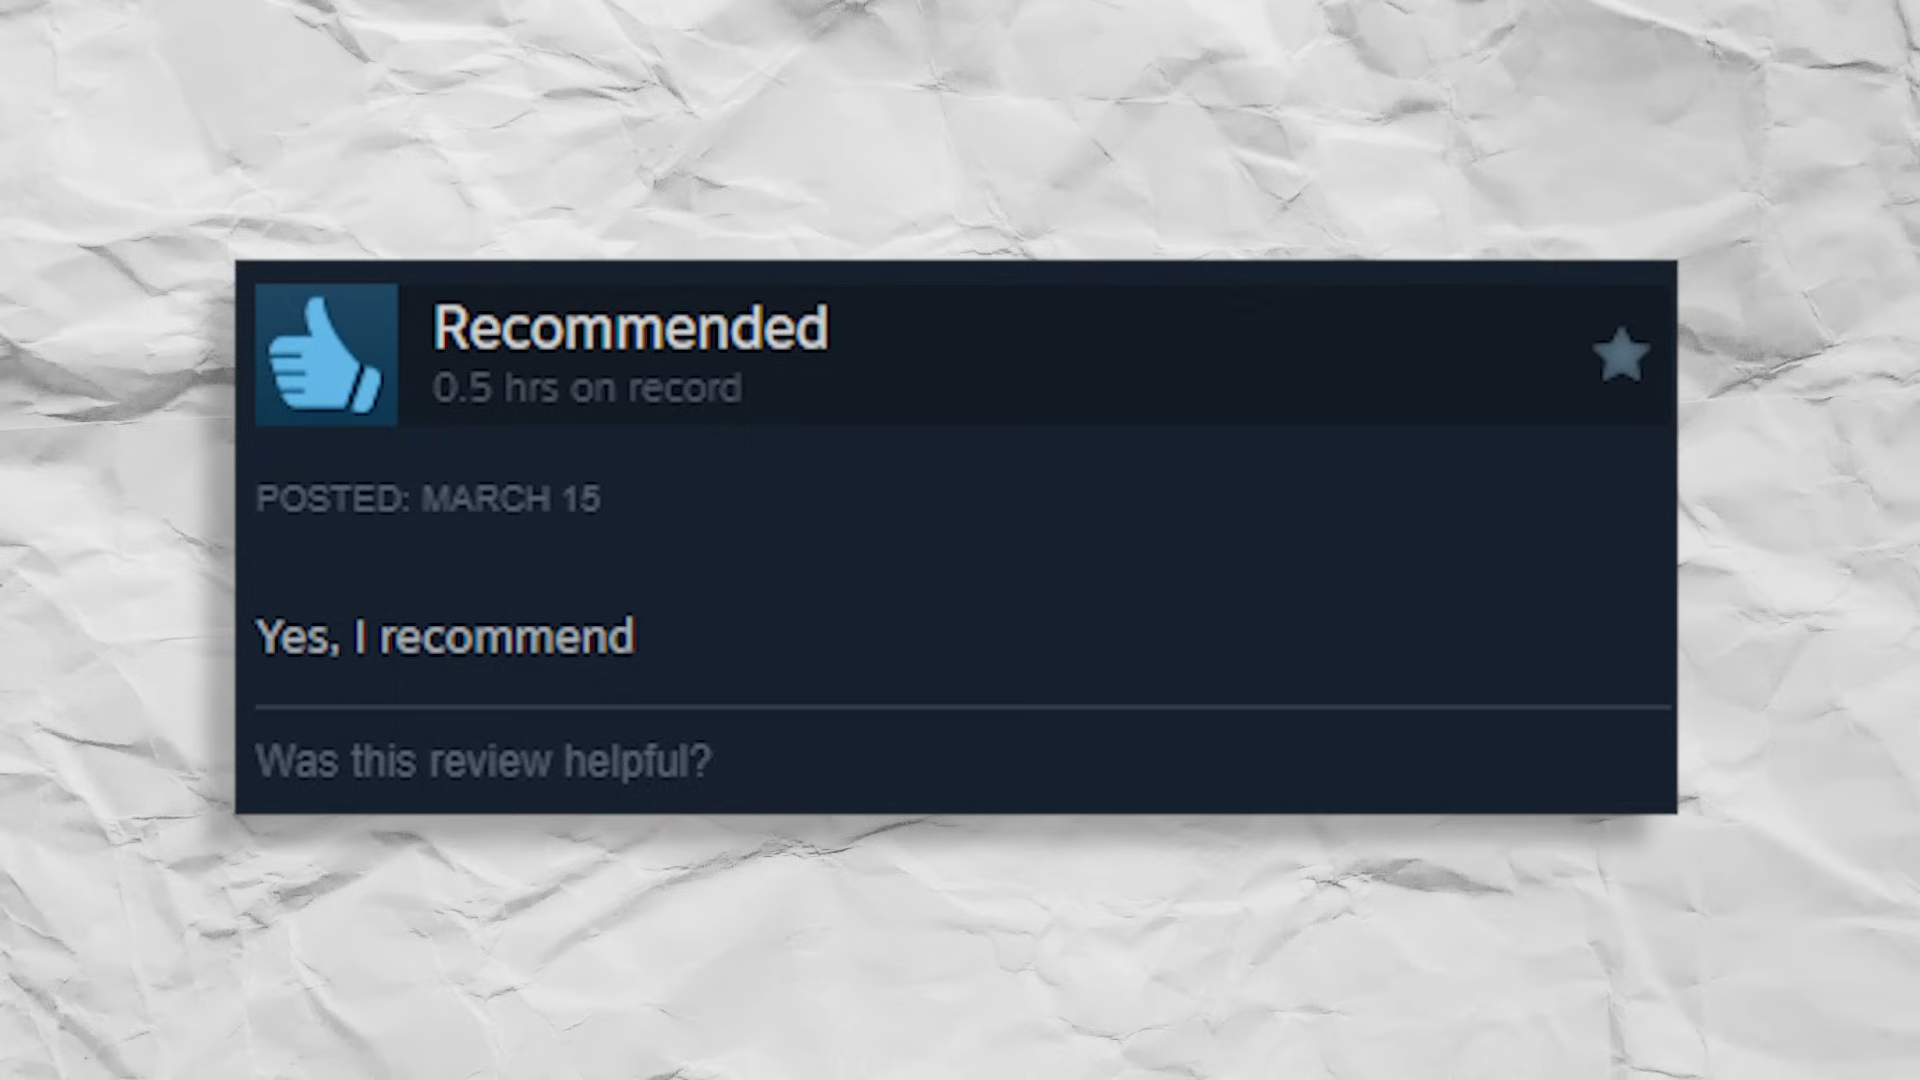 Recommended
0.5 hrs on record
POSTED: MARCH 15
Yes, I recommend
Was this review helpful?